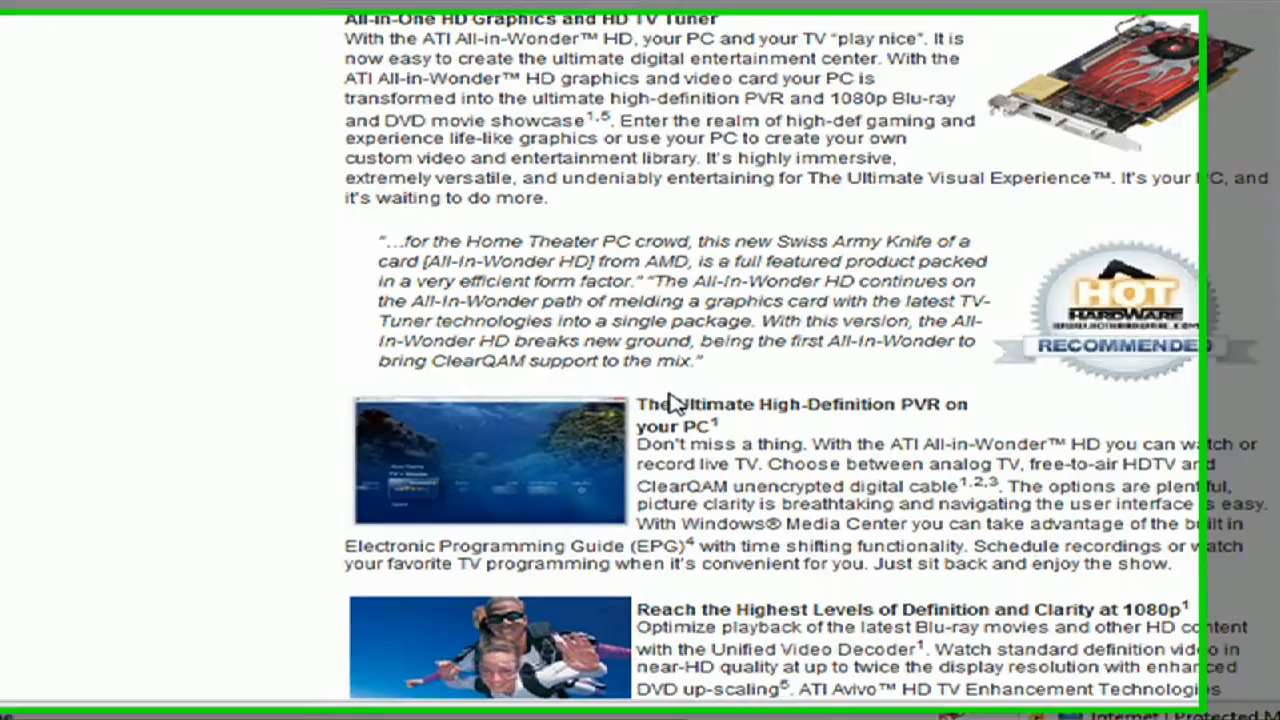 All-in-One HD Graphics and HD TV Tuner
With the ATI All-in-Wonder™ HD, your PC and your TV “play nice”. It is
now easy to create the ultimate digital entertainment center. With the
ATI All-in-Wonder™ HD graphics and video card your PC is
transformed into the ultimate high-definition PVR and 1080p Blu-ray
and DVD movie showcase1,5. Enter the realm of high-def gaming and
experience life-like graphics or use your PC to create your own
custom video and entertainment library. It's highly immersive,
extremely versatile, and undeniably entertaining for The Ultimate Visual Experience™. It's your PC, and
it's waiting to do more.
“…for the Home Theater PC crowd, this new Swiss Army Knife of a
card [All-In-Wonder HD] from AMD, is a full featured product packed
in a very efficient form factor.” “The All-In-Wonder HD continues on
the All-In-Wonder path of melding a graphics card with the latest TV-
Tuner technologies into a single package. With this version, the All-
In-Wonder HD breaks new ground, being the first All-in-Wonder to
bring ClearQAM support to the mix.”
HOT
HARDWARE
WWW.HOTHARDWARE.COM
RECOMMENDED
The Ultimate High-Definition PVR on
your PC1
Don't miss a thing. With the ATI All-in-Wonder™ HD you can watch or
record live TV. Choose between analog TV, free-to-air HDTV and
ClearQAM unencrypted digital cable1,2,3. The options are plentiful,
picture clarity is breathtaking and navigating the user interface is easy.
With Windows® Media Center you can take advantage of the built in
Electronic Programming Guide (EPG)4 with time shifting functionality. Schedule recordings or watch
your favorite TV programming when it's convenient for you. Just sit back and enjoy the show.
Reach the Highest Levels of Definition and Clarity at 1080p1
Optimize playback of the latest Blu-ray movies and other HD content
with the Unified Video Decoder1. Watch standard definition video in
near-HD quality at up to twice the display resolution with enhanced
DVD up-scaling5. ATI Avivo™ HD TV Enhancement Technologies
Internet | Protected M